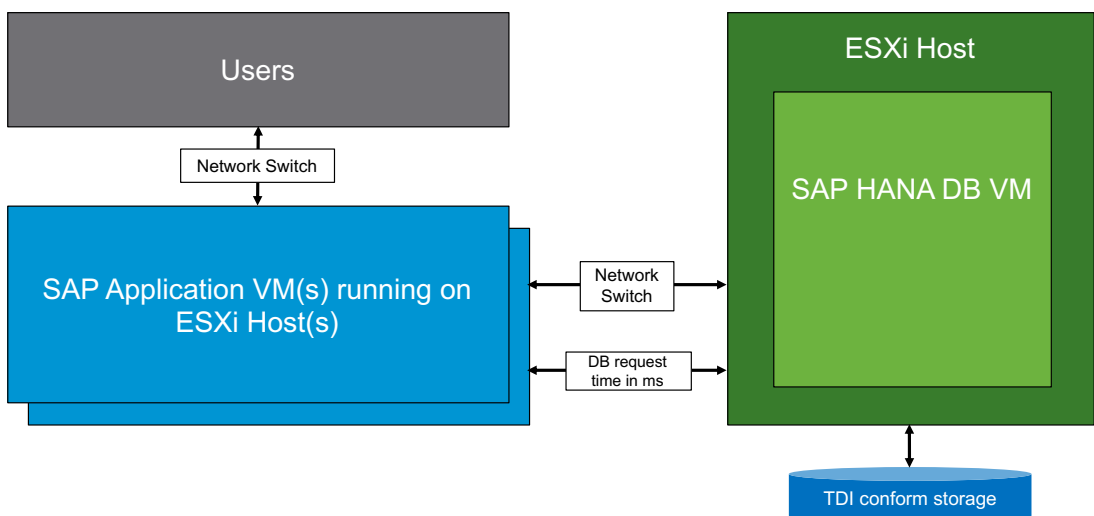 Users
ESXi Host
Network Switch
SAP HANA DB VM
SAP Application VM(s) running on
ESXi Host(s)
Network
Switch
DB request
time in ms
TDI conform storage